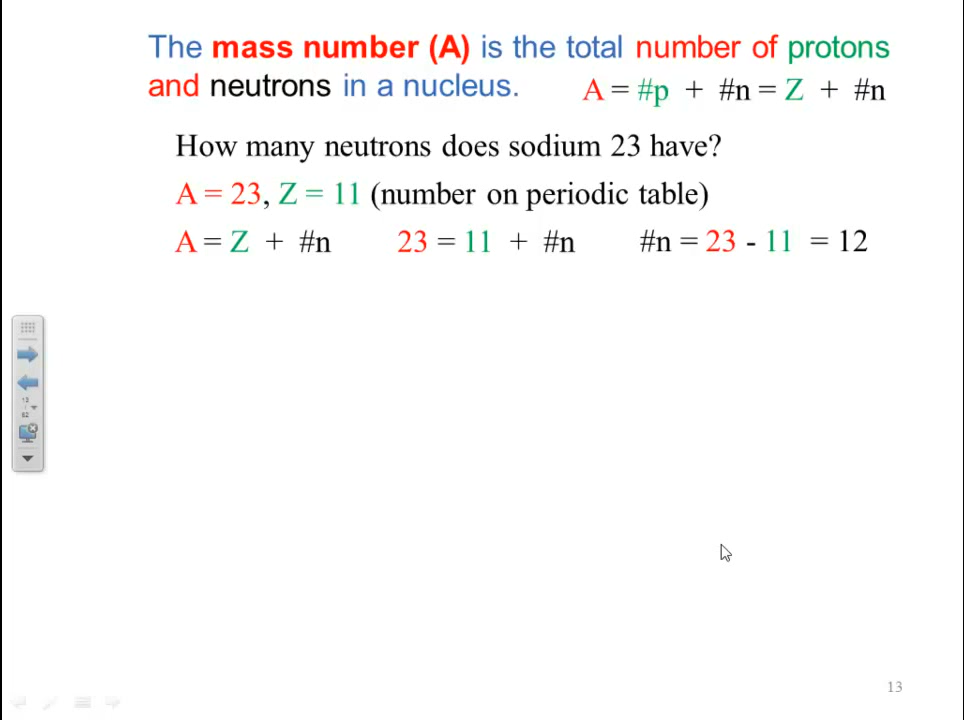 The mass number (A) is the total number of protons
and neutrons in a nucleus. A = #p + #n = Z + #n
How many neutrons does sodium 23 have?
A = 23, Z = 11 (number on periodic table)
A = Z + #n 23 = 11 + #n #n = 23 - 11 = 12
13